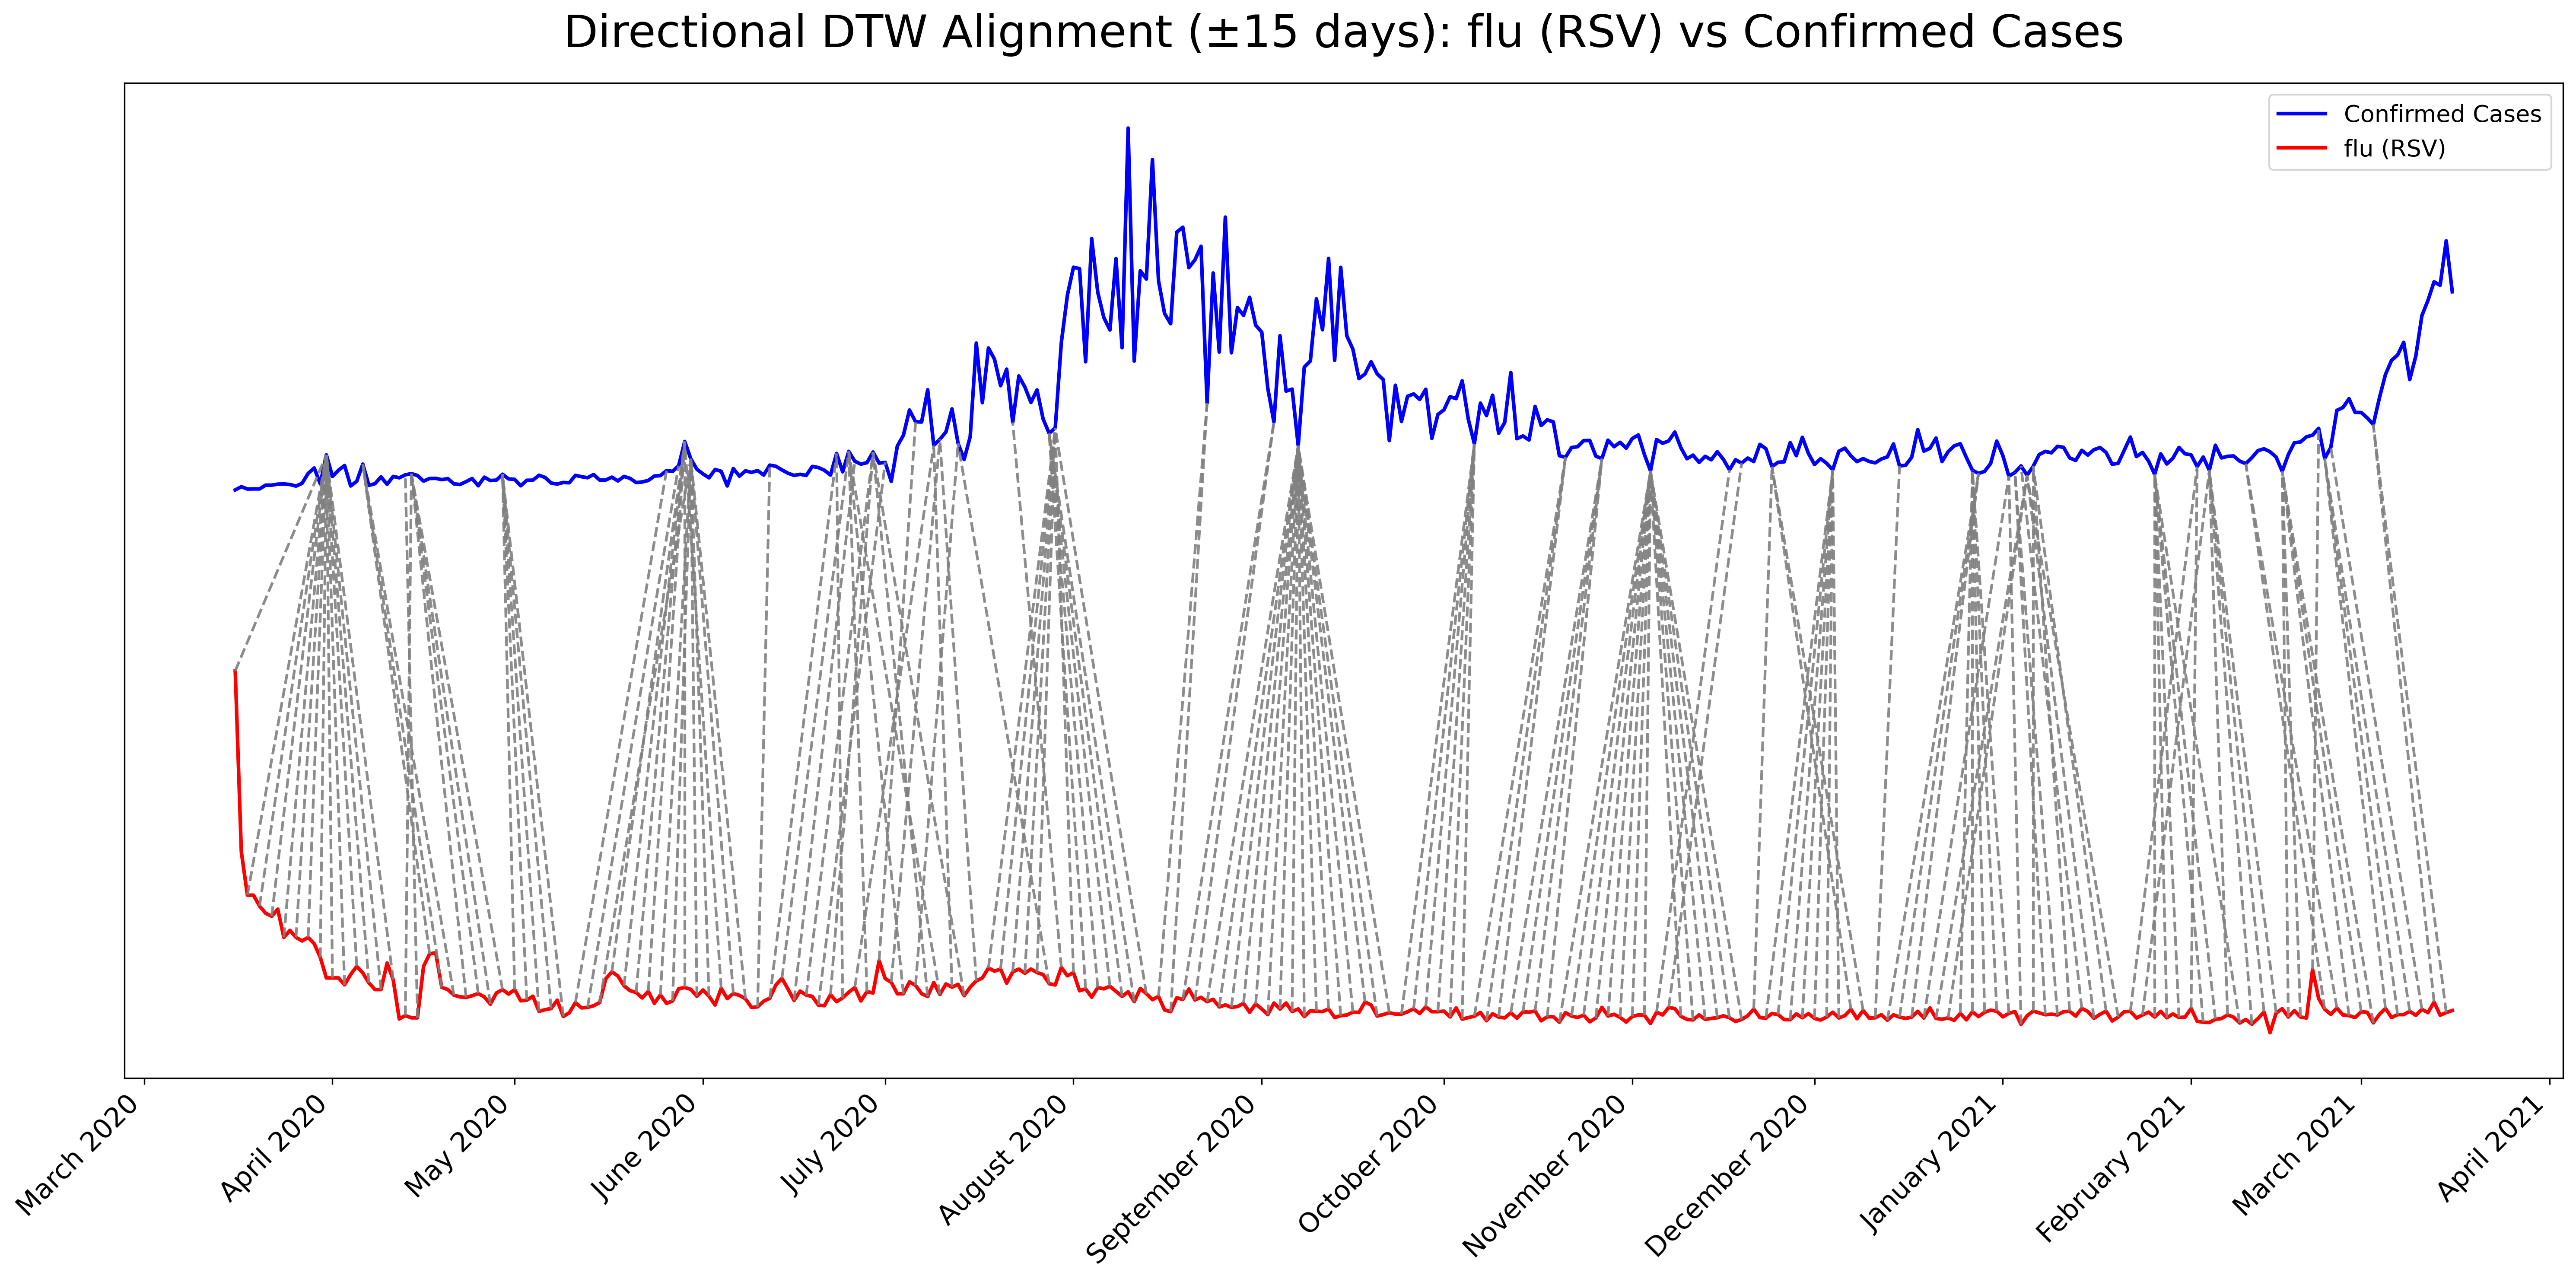 Directional DTW Alignment (±15 days): flu (RSV) vs Confirmed Cases
Confirmed Cases
flu (RSV)
March 2020
April 2020
May 2020
June 2020
July 2020
August 2020
September 2020
October 2020
November 2020
December 2020
January 2021
February 2021
March 2021
April 2021